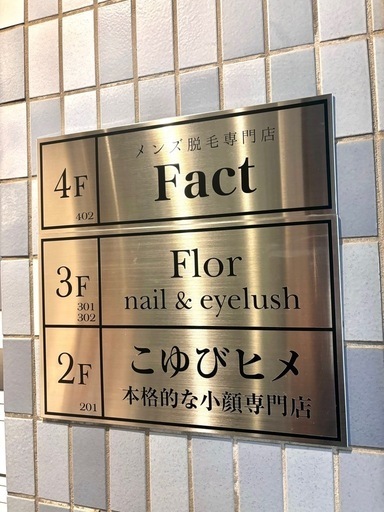 4F
402
メンズ脱毛専門店
Fact
3F
301
302
Flor
nail & eyelush
2F
201
こゆびヒメ
本格的な小顔専門店